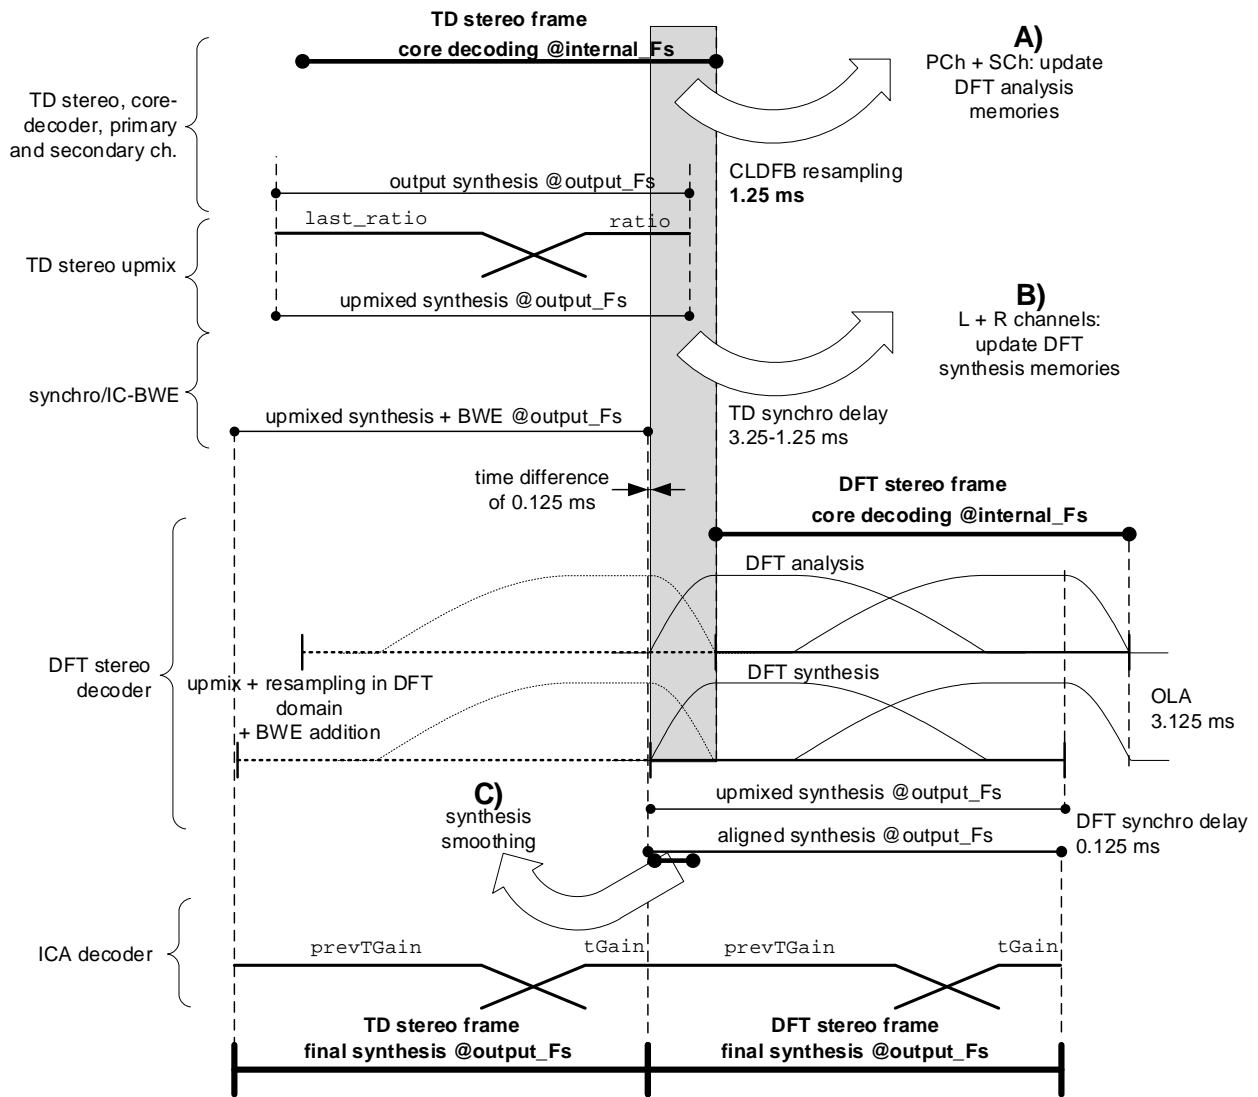 TD stereo frame
core decoding @internal_Fs
A)
PCh + SCh: update
DFT analysis
memories
TD stereo, core-
decoder, primary
and secondary ch.
CLDFB resampling
1.25 ms
output synthesis @output_Fs
last_ratio
ratio
TD stereo upmix
upmixed synthesis @output_Fs
B)
L + R channels:
update DFT
synthesis memories
synchro/IC-BWE
upmixed synthesis + BWE @output_Fs
TD synchro delay
3.25-1.25 ms
time difference
of 0.125 ms
DFT stereo frame
core decoding @internal_Fs
DFT analysis
DFT stereo
decoder
upmix + resampling in DFT
domain
+ BWE addition
DFT synthesis
OLA
3.125 ms
C)
synthesis
smoothing
upmixed synthesis @output_Fs
aligned synthesis @output_Fs
DFT synchro delay
0.125 ms
ICA decoder
prevTGain
tGain
prevTGain
tGain
TD stereo frame
final synthesis @output_Fs
DFT stereo frame
final synthesis @output_Fs